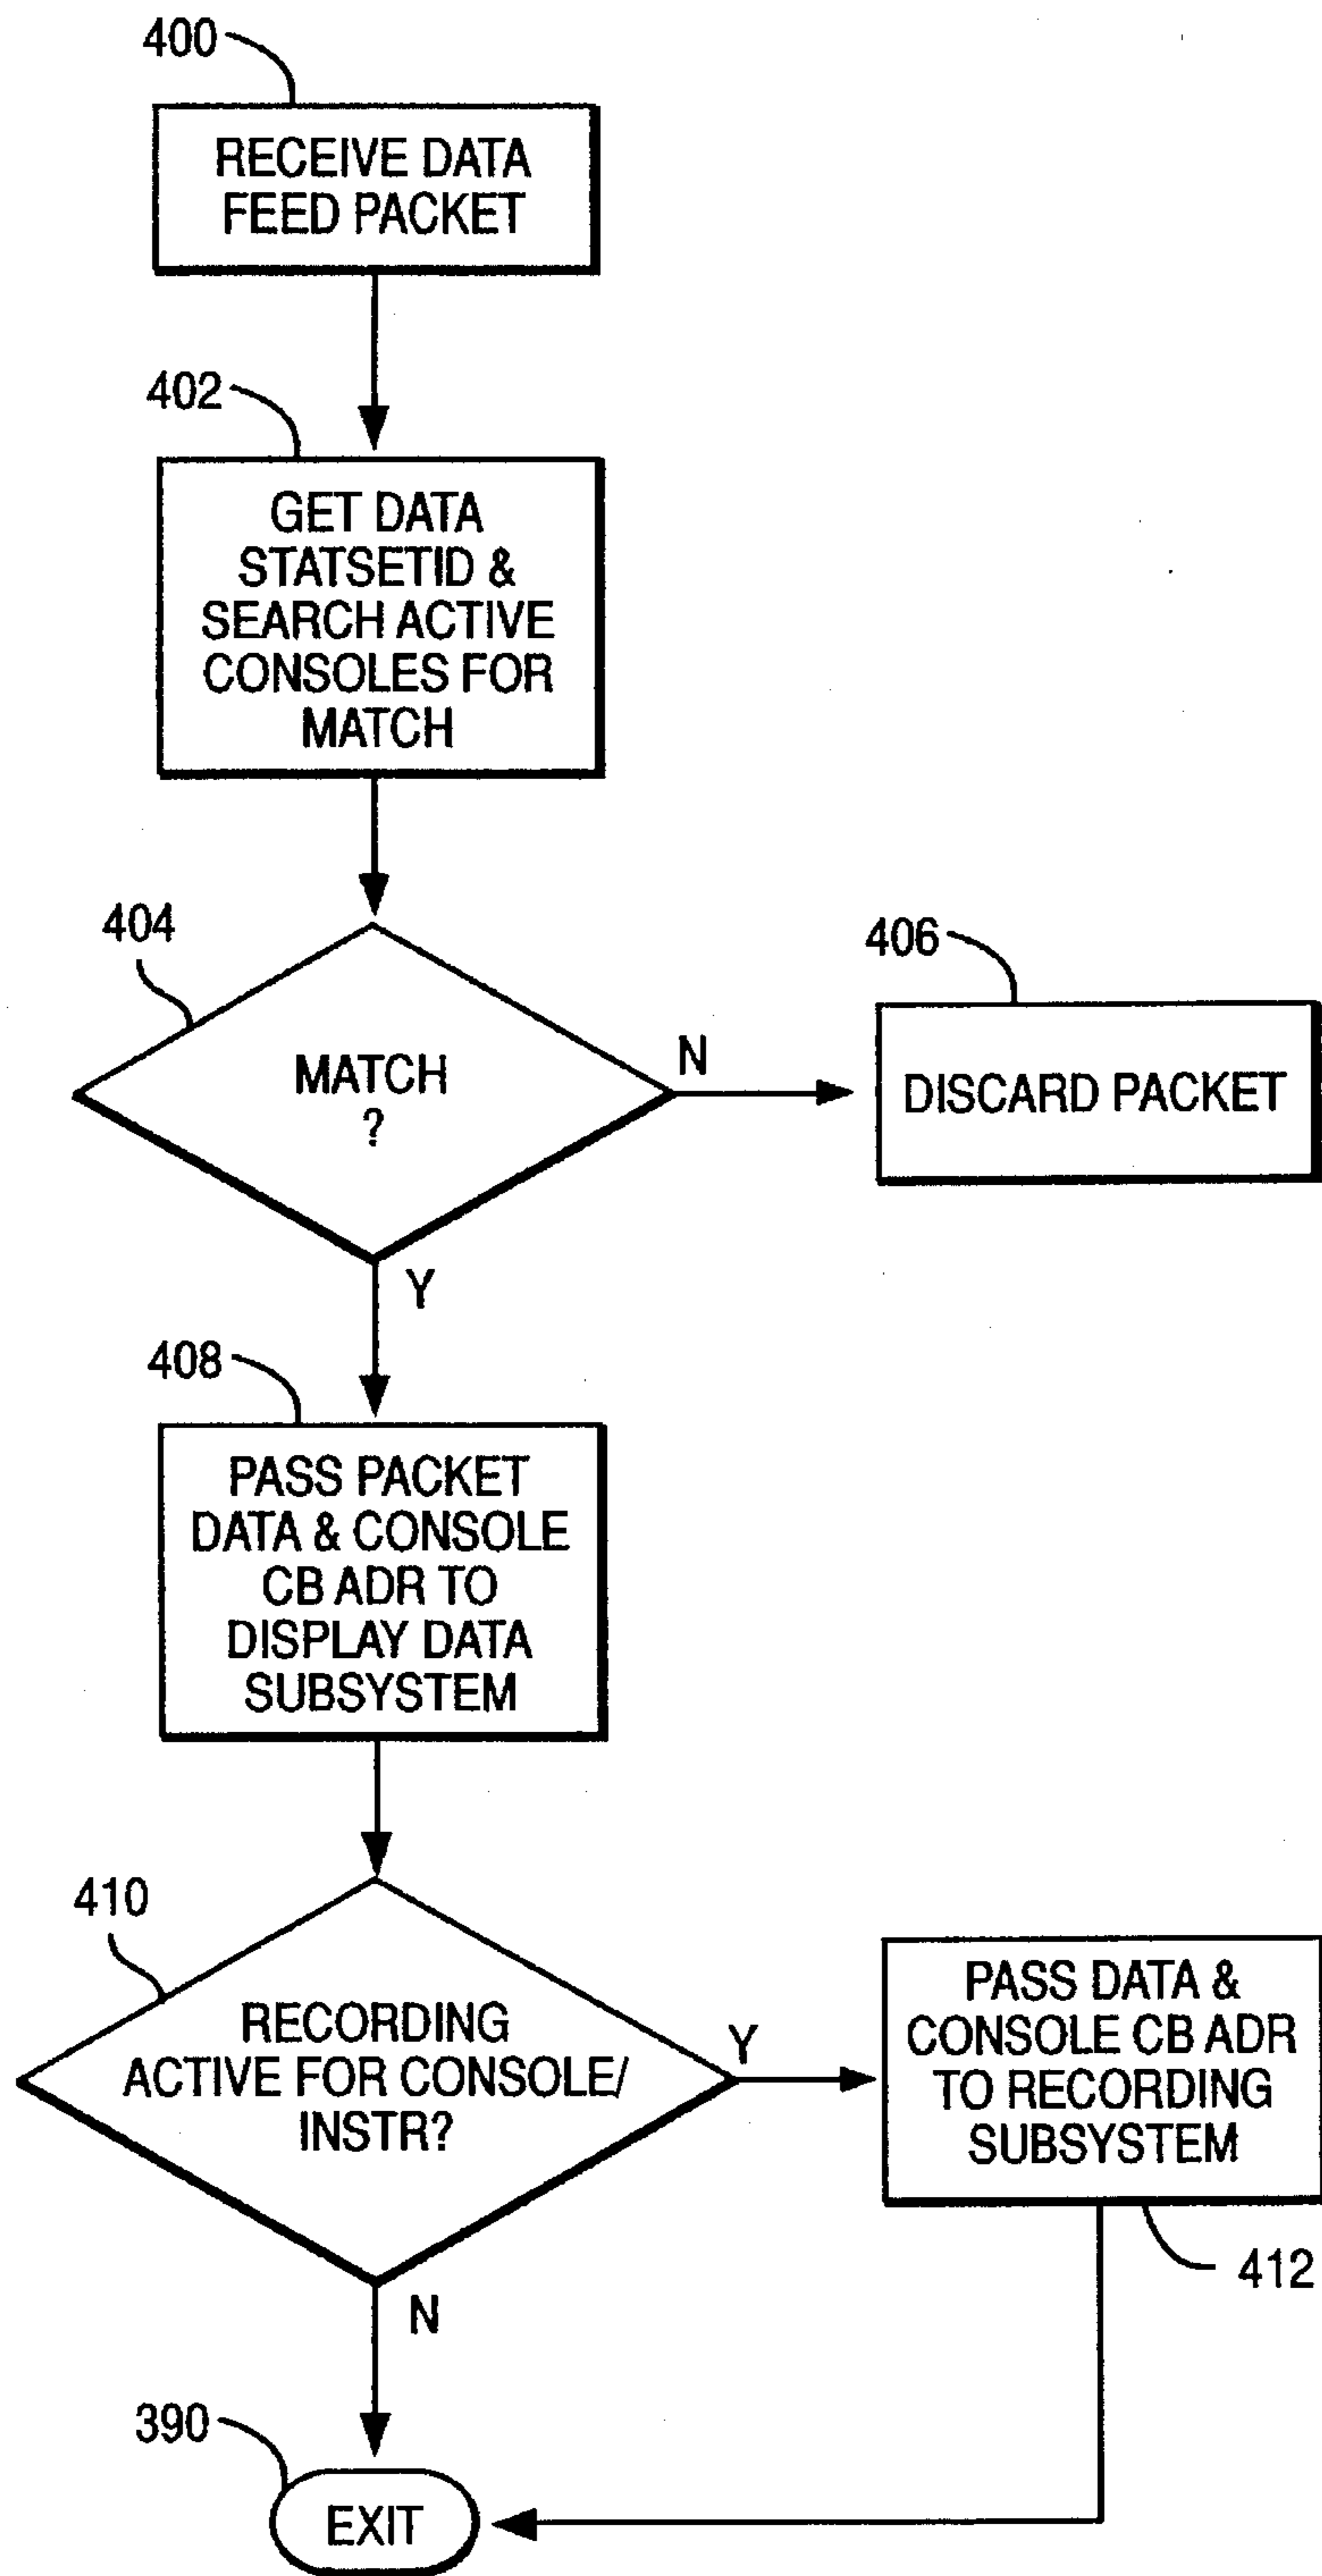 400
RECEIVE DATA
FEED PACKET
402
GET DATA
STATSETID &
SEARCH ACTIVE
CONSOLES FOR
MATCH
404
MATCH
?
N
406
DISCARD PACKET
Y
408
PASS PACKET
DATA & CONSOLE
CB ADR TO
DISPLAY DATA
SUBSYSTEM
410
RECORDING
ACTIVE FOR CONSOLE/
INSTR?
Y
PASS DATA &
CONSOLE CB ADR
TO RECORDING
SUBSYSTEM
412
N
390
EXIT